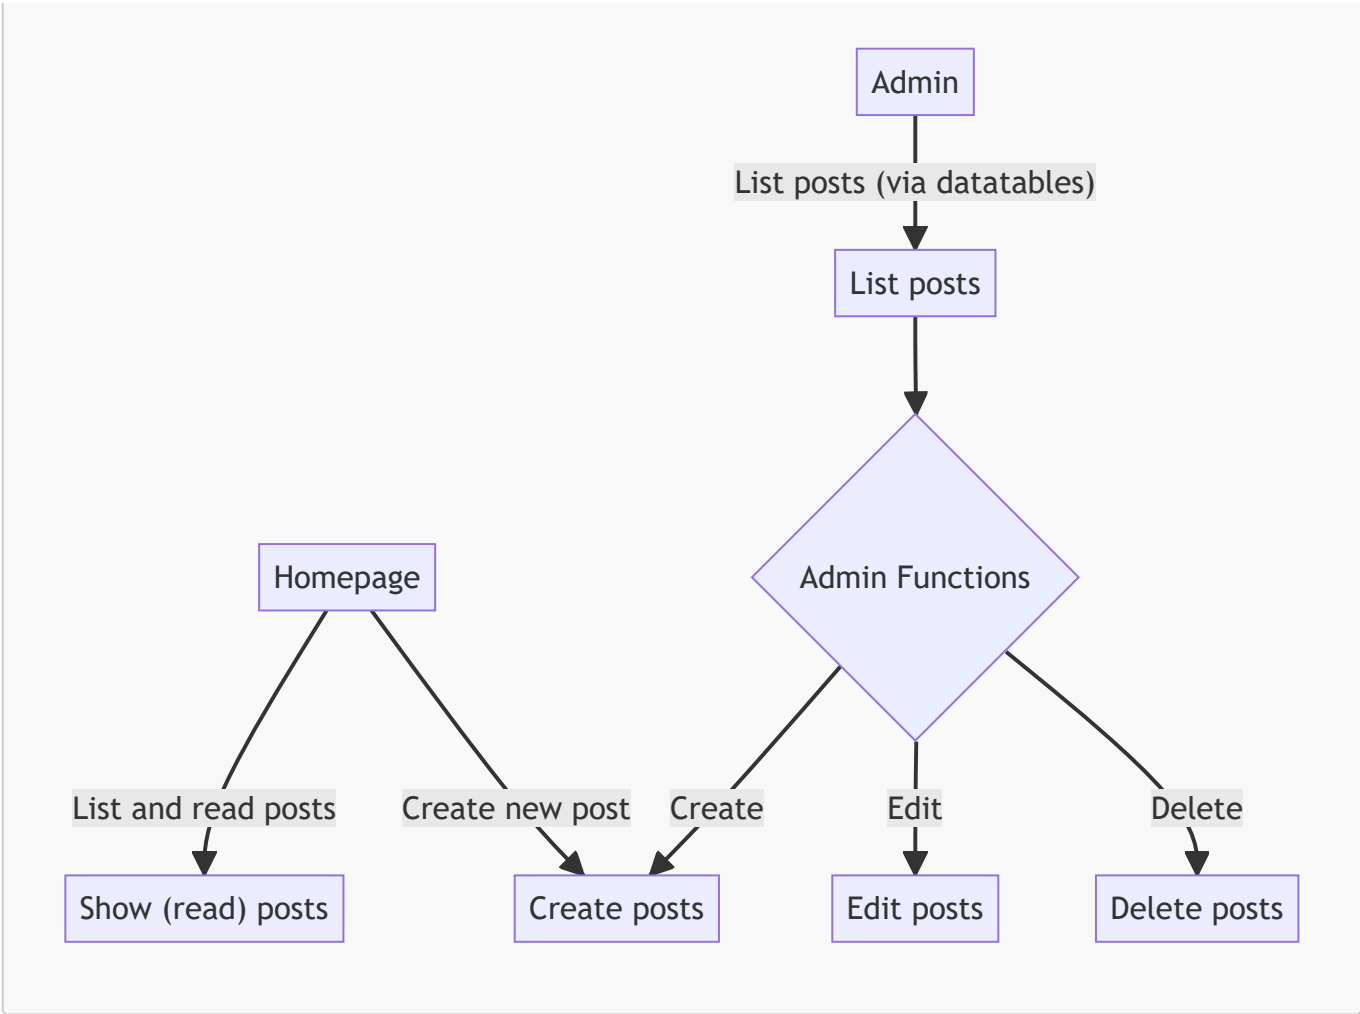 Admin
List posts (via datatables)
List posts
Homepage
Admin Functions
List and read posts
Create new post
Create
Edit
Delete
Show (read) posts
Create posts
Edit posts
Delete posts